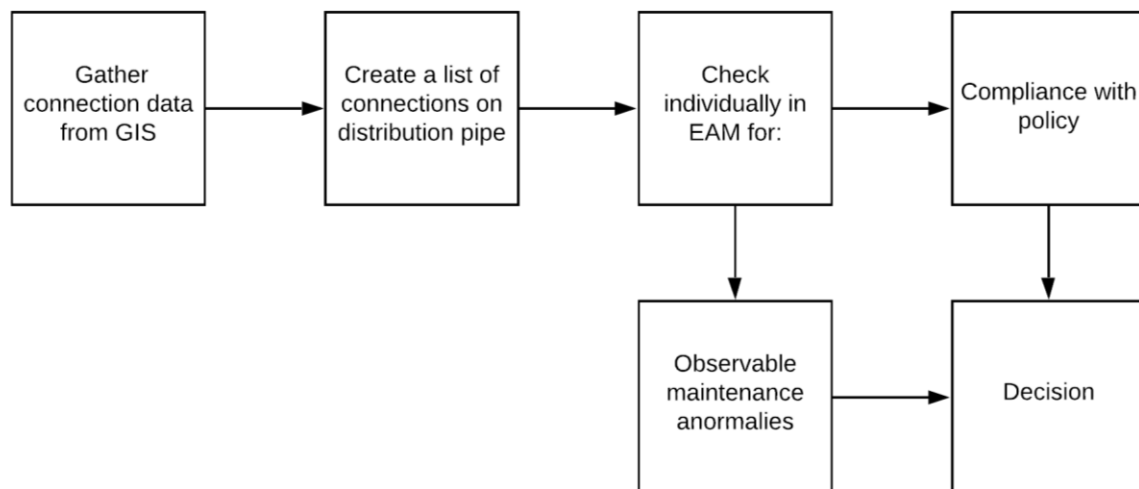 Gather
connection data
from GIS
Create a list of
connections on
distribution pipe
Check
individually in
EAM for:
Compliance with
policy
Observable
maintenance
anormalies
Decision